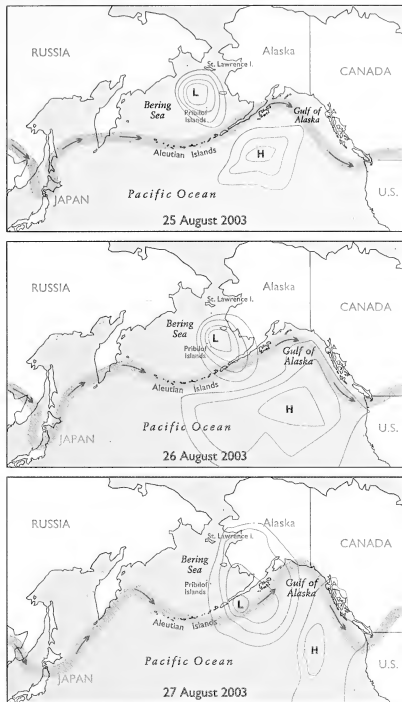 RUSSIA
Alaska
CANADA
St. Lawrence I.
Bering
Sea
L
Pribilof
Islands
Gulf of
Alaska
Aleutian Islands
H
Pacific Ocean
JAPAN
U.S.
25 August 2003
RUSSIA
Alaska
CANADA
St. Lawrence I.
Bering
Sea
L
Pribilof
Islands
Gulf of
Alaska
Aleutian Islands
H
Pacific Ocean
JAPAN
U.S.
26 August 2003
RUSSIA
Alaska
CANADA
St. Lawrence I.
Bering
Sea
Pribilof
Islands
Gulf of
Alaska
L
Aleutian Islands
H
Pacific Ocean
U.S.
JAPAN
27 August 2003